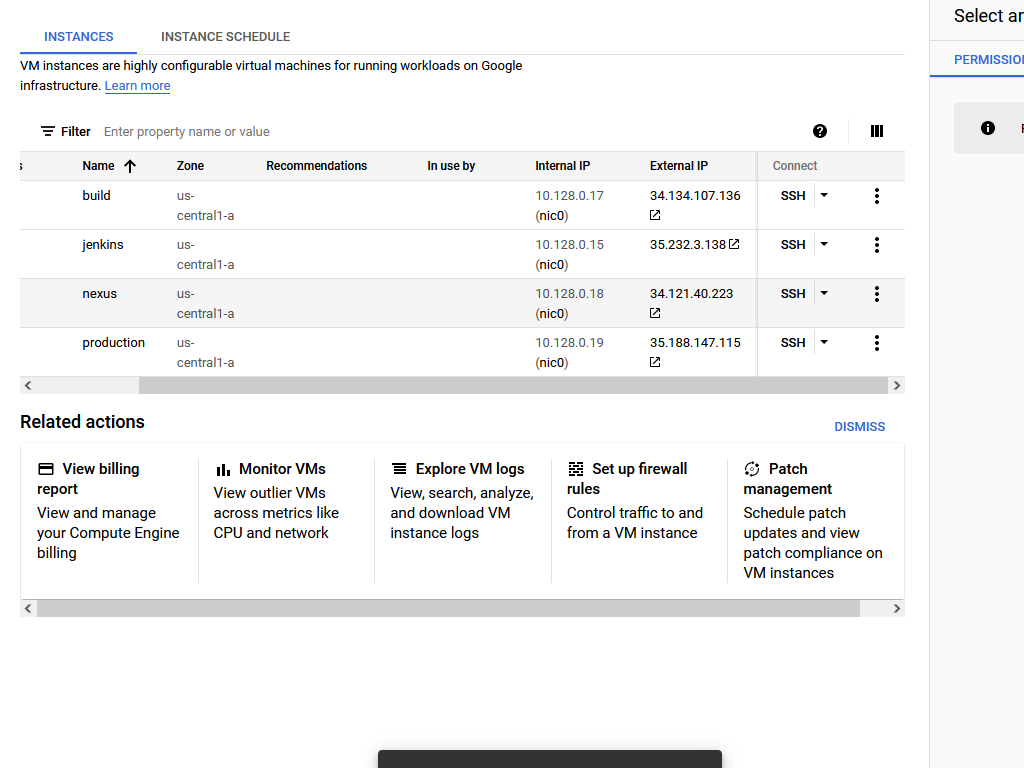 Select an
INSTANCES
INSTANCE SCHEDULE
PERMISSION
VM instances are highly configurable virtual machines for running workloads on Google
infrastructure. Learn more
Filter Enter property name or value
Name Zone Recommendations In use by Internal IP External IP Connect
build us- 10.128.0.17 34.134.107.136 SSH
central1-a (nic0)
jenkins us- 10.128.0.15 35.232.3.138 SSH
central1-a (nic0)
nexus us- 10.128.0.18 34.121.40.223 SSH
central1-a (nic0)
production us- 10.128.0.19 35.188.147.115 SSH
central1-a (nic0)
Related actions
DISMISS
View billing
report
View and manage
your Compute Engine
billing
Monitor VMs
View outlier VMs
across metrics like
CPU and network
Explore VM logs
View, search, analyze,
and download VM
instance logs
Set up firewall
rules
Control traffic to and
from a VM instance
Patch
management
Schedule patch
updates and view
patch compliance on
VM instances